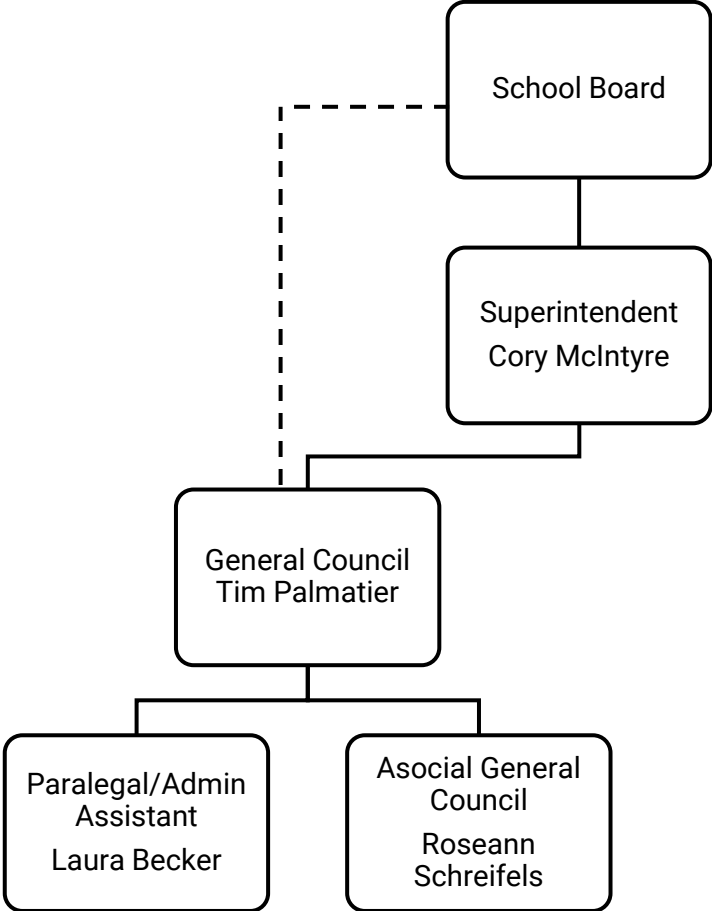 School Board
Superintendent
Cory McIntyre
General Council
Tim Palmatier
Paralegal/Admin
Assistant
Laura Becker
Asocial General
Council
Roseann
Schreifels